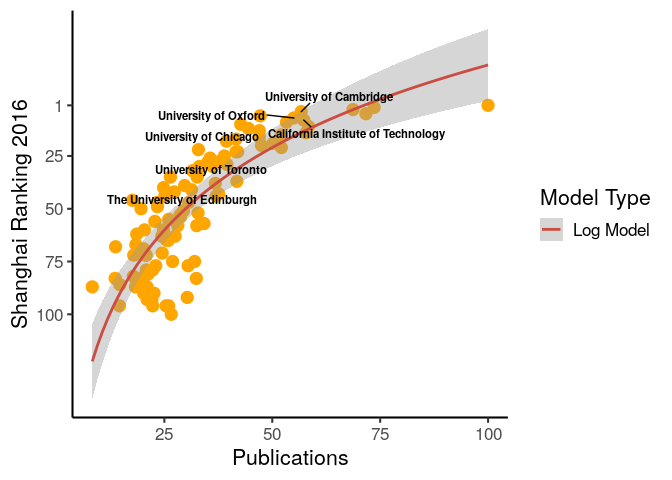 University of Cambridge
University of Oxford
University of Chicago
California Institute of Technology
University of Toronto
The University of Edinburgh
1
25
50
75
100
Shanghai Ranking 2016
25
50
75
100
Publications
Model Type
Log Model